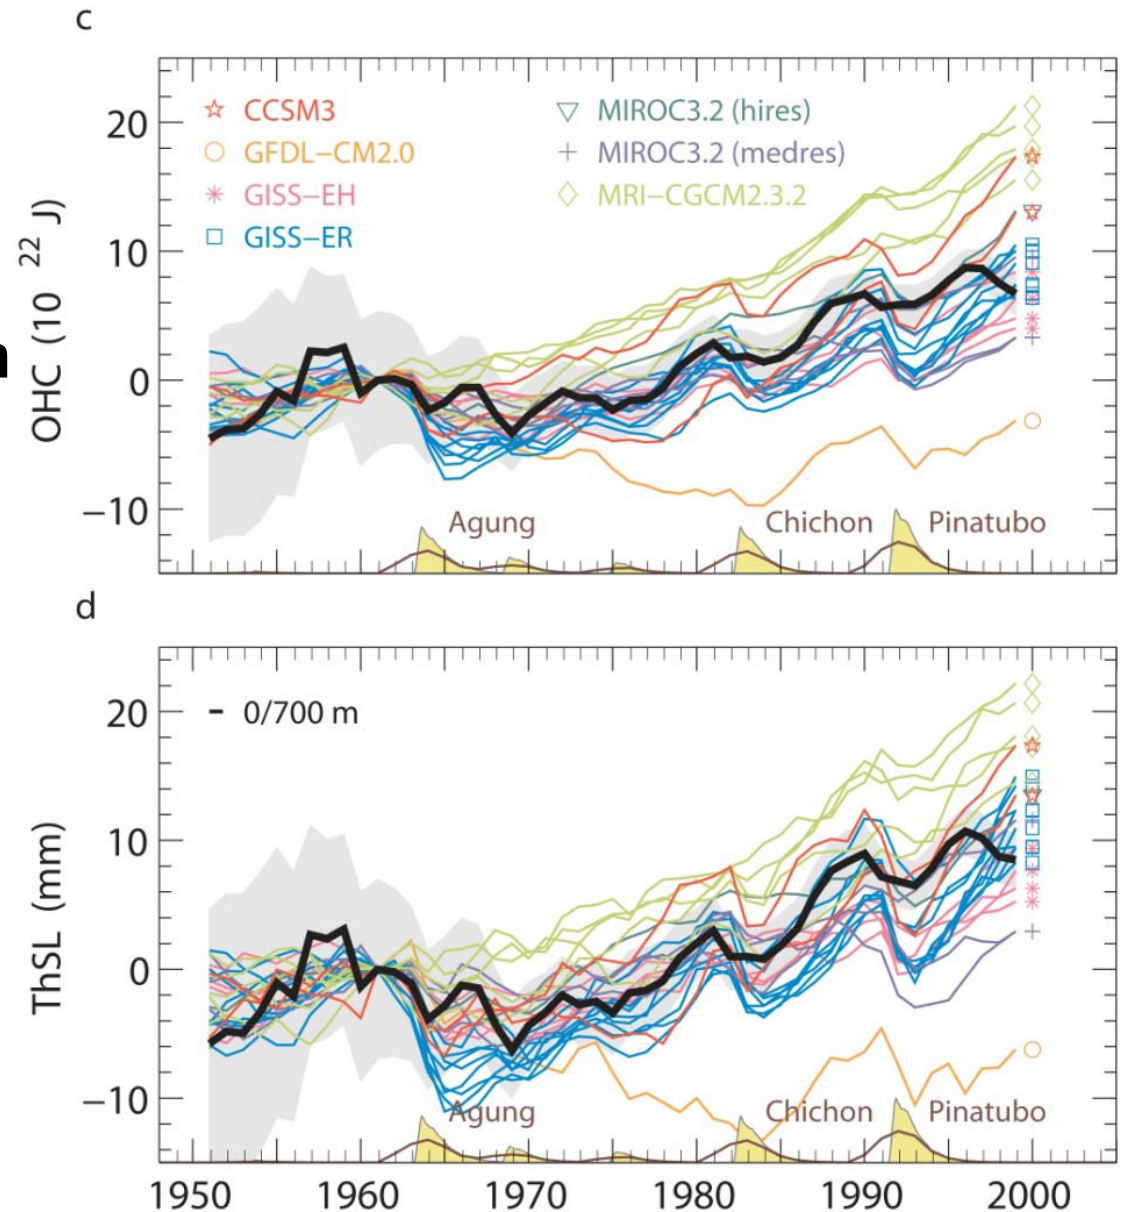 c
20
10
0
−10
OHC (10 22 J)
CCSM3
GFDL−CM2.0
GISS−EH
GISS−ER
MIROC3.2 (hires)
MIROC3.2 (medres)
MRI−CGCM2.3.2
Agung
Chichon
Pinatubo
d
20
10
0
−10
ThSL (mm)
0/700 m
Agung
Chichon
Pinatubo
1950 1960 1970 1980 1990 2000